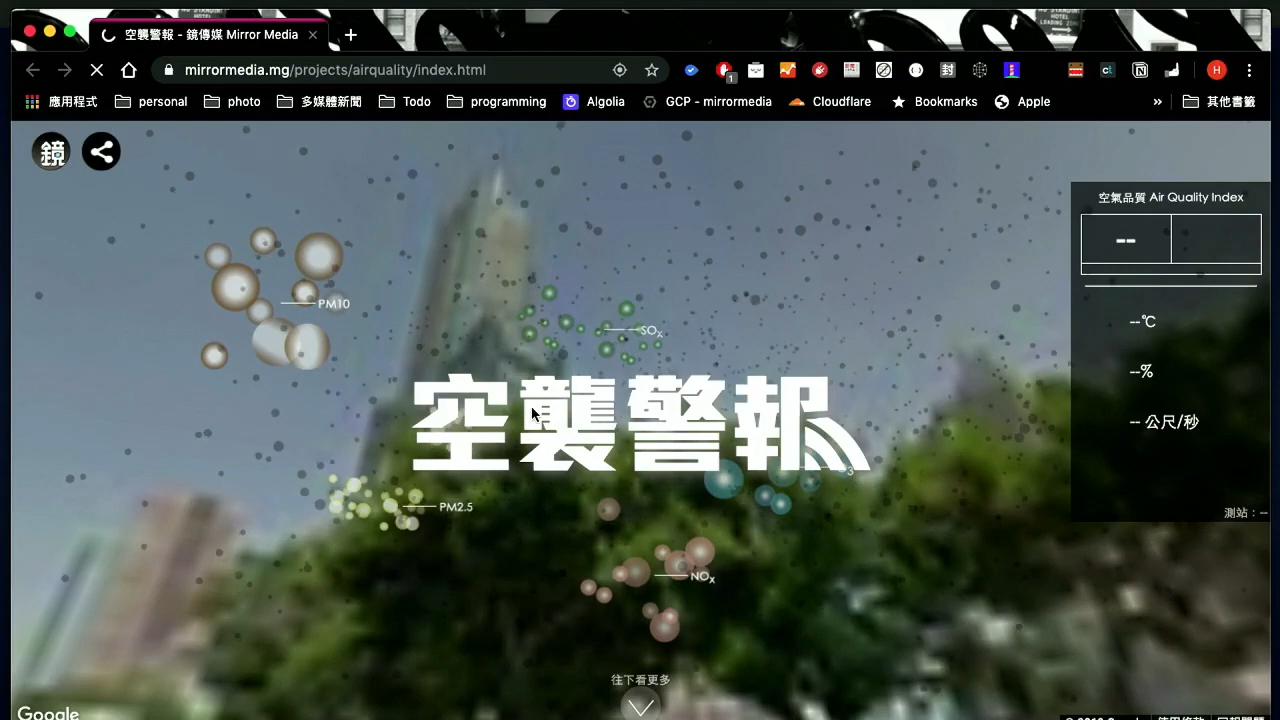 空襲警報 - 鏡傳媒 Mirror Media
mirrormedia.mg/projects/airquality/index.html
1
H
應用程式
personal
photo
多媒體新聞
Todo
programming
Algolia
GCP - mirrormedia
Cloudflare
Bookmarks
Apple
»
其他書籤
鏡
空氣品質 Air Quality Index
--
--℃
--%
-- 公尺/秒
測站：--
PM10
SOx
空襲警報
3
PM2.5
NOx
往下看更多
Google